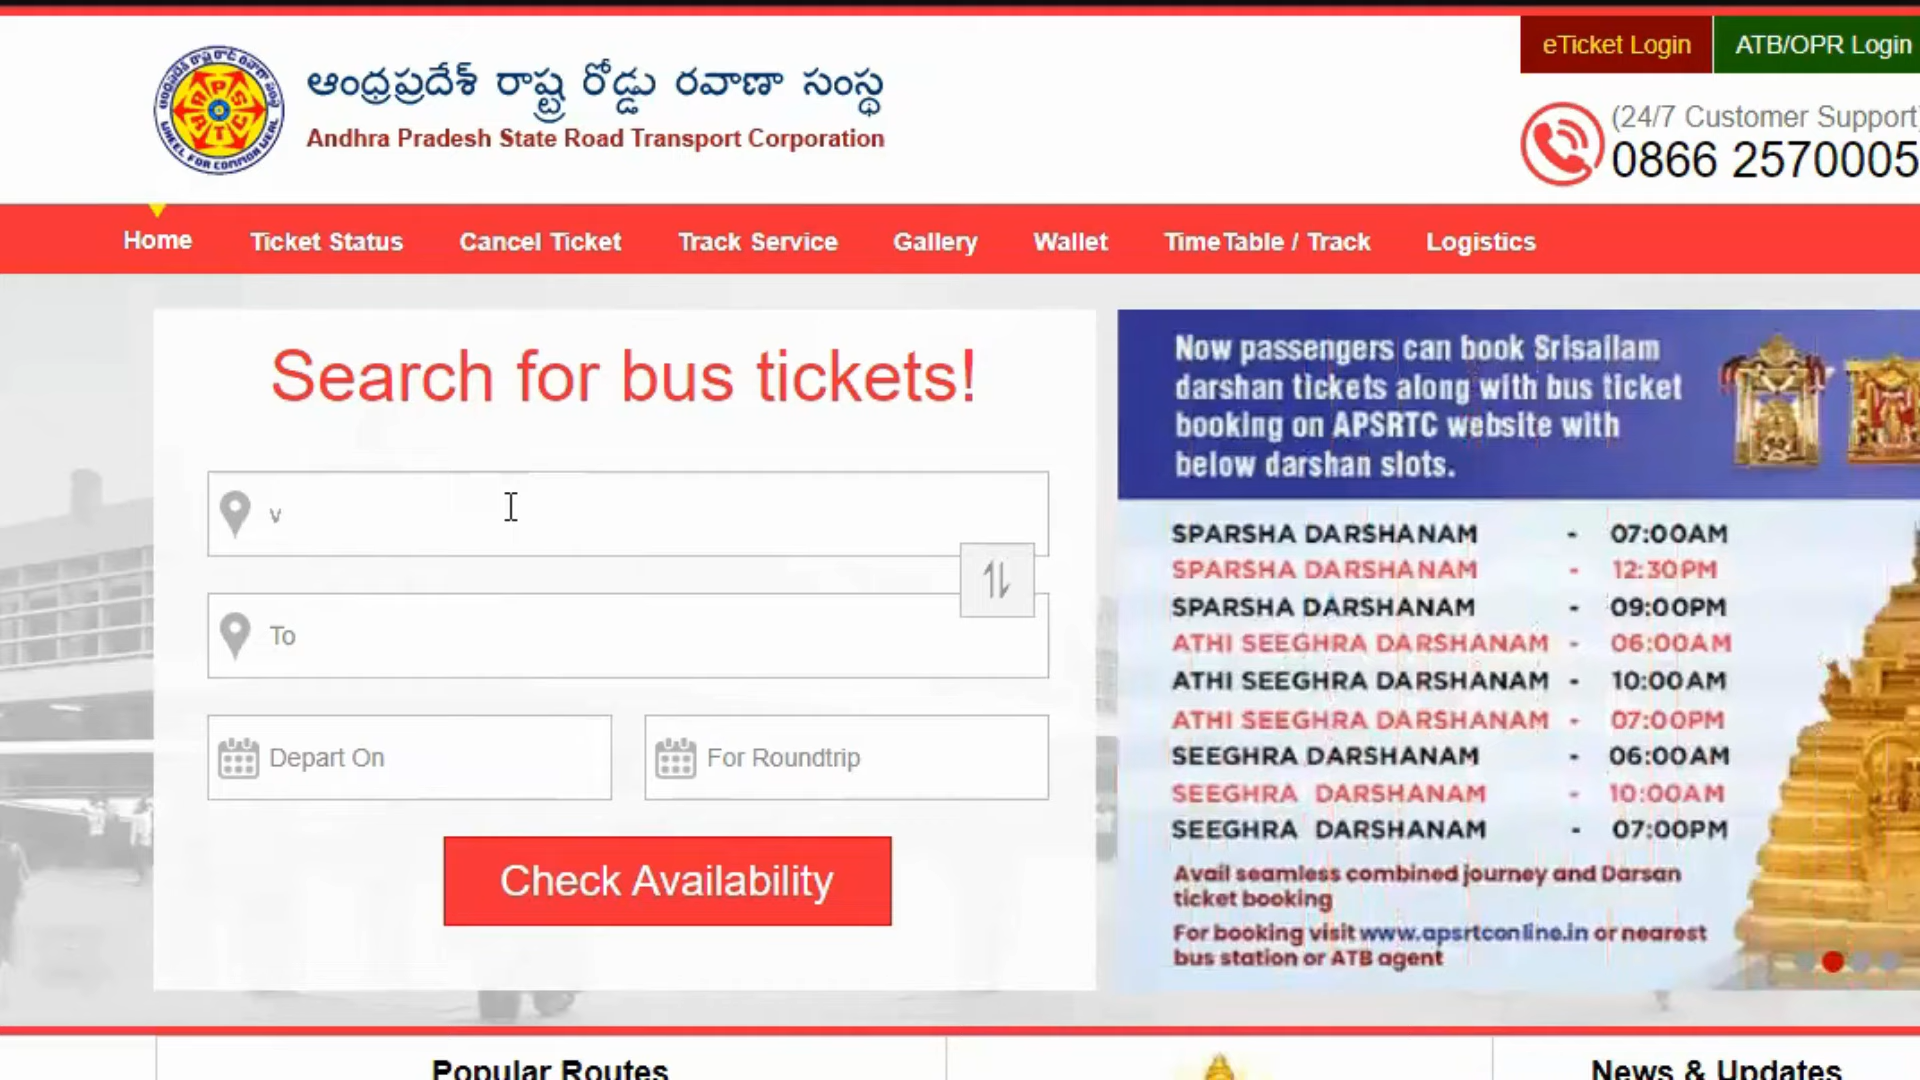 eTicket Login
ATB/OPR Login
ఆంధ్రప్రదేశ్ రాష్ట్ర రోడ్డు రవాణా సంస్థ
Andhra Pradesh State Road Transport Corporation
WHEEL FOR COMMON WEAL
(24/7 Customer Support)
0866 2570005
Home
Ticket Status
Cancel Ticket
Track Service
Gallery
Wallet
TimeTable / Track
Logistics
Search for bus tickets!
v
To
Depart On
For Roundtrip
Check Availability
Now passengers can book Srisailam
darshan tickets along with bus ticket
booking on APSRTC website with
below darshan slots.
SPARSHA DARSHANAM - 07:00AM
SPARSHA DARSHANAM - 12:30PM
SPARSHA DARSHANAM - 09:00PM
ATHI SEEGHRA DARSHANAM - 06:00AM
ATHI SEEGHRA DARSHANAM - 10:00AM
ATHI SEEGHRA DARSHANAM - 07:00PM
SEEGHRA DARSHANAM - 06:00AM
SEEGHRA DARSHANAM - 10:00AM
SEEGHRA DARSHANAM - 07:00PM
Avail seamless combined journey and Darsan
ticket booking
For booking visit www.apsrtconline.in or nearest
bus station or ATB agent
Popular Routes
News & Updates